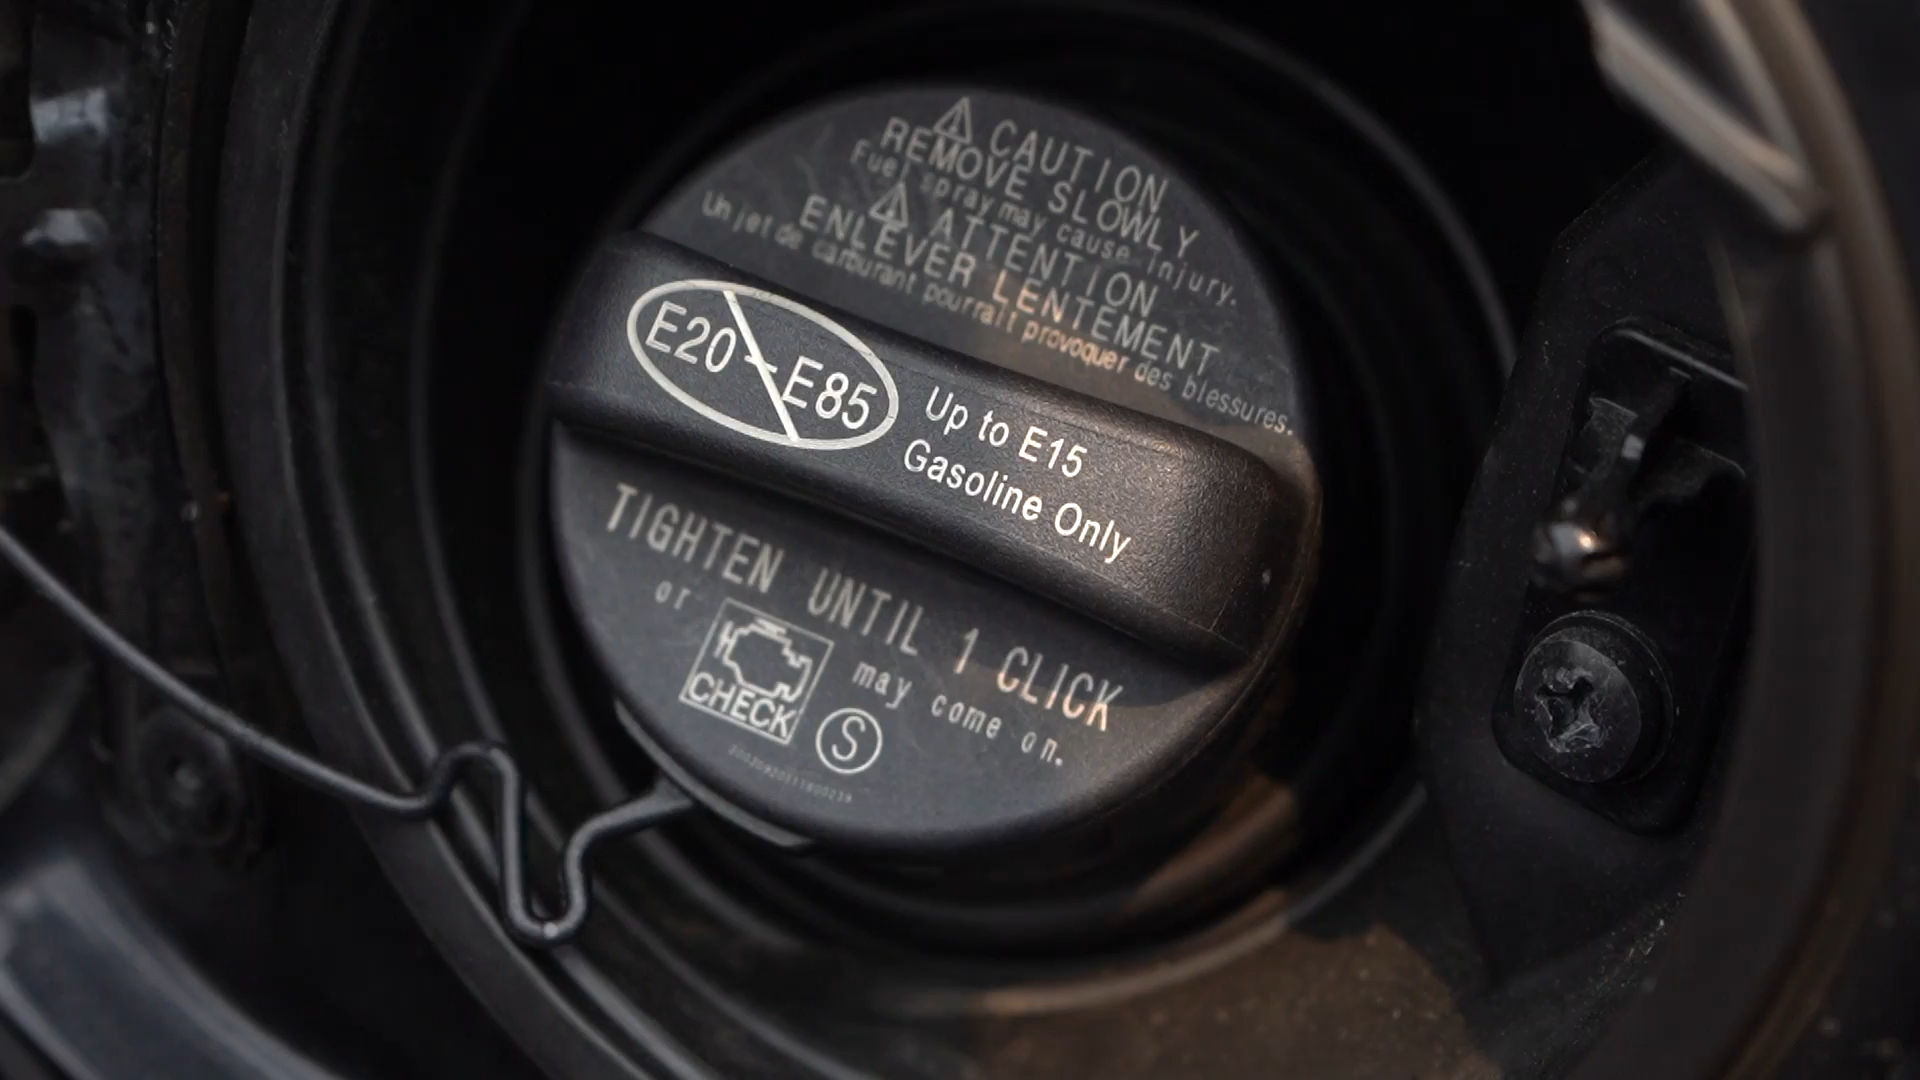 CAUTION
REMOVE SLOWLY
Fuel spray may cause injury.
ATTENTION
ENLEVER LENTEMENT
Un jet de carburant pourrait provoquer des blessures.
E20-E85
Up to E15
Gasoline Only
TIGHTEN UNTIL 1 CLICK
or CHECK may come on.
S